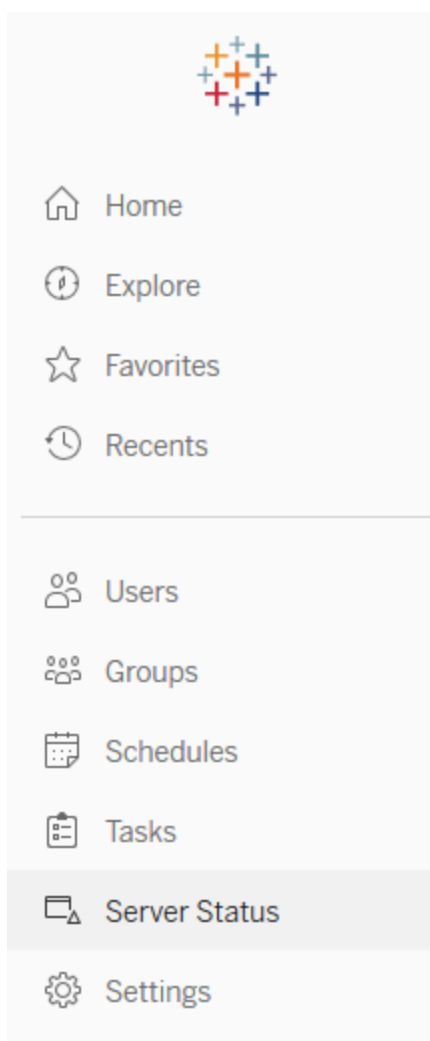 Home
Explore
Favorites
Recents
Users
Groups
Schedules
Tasks
Server Status
Settings